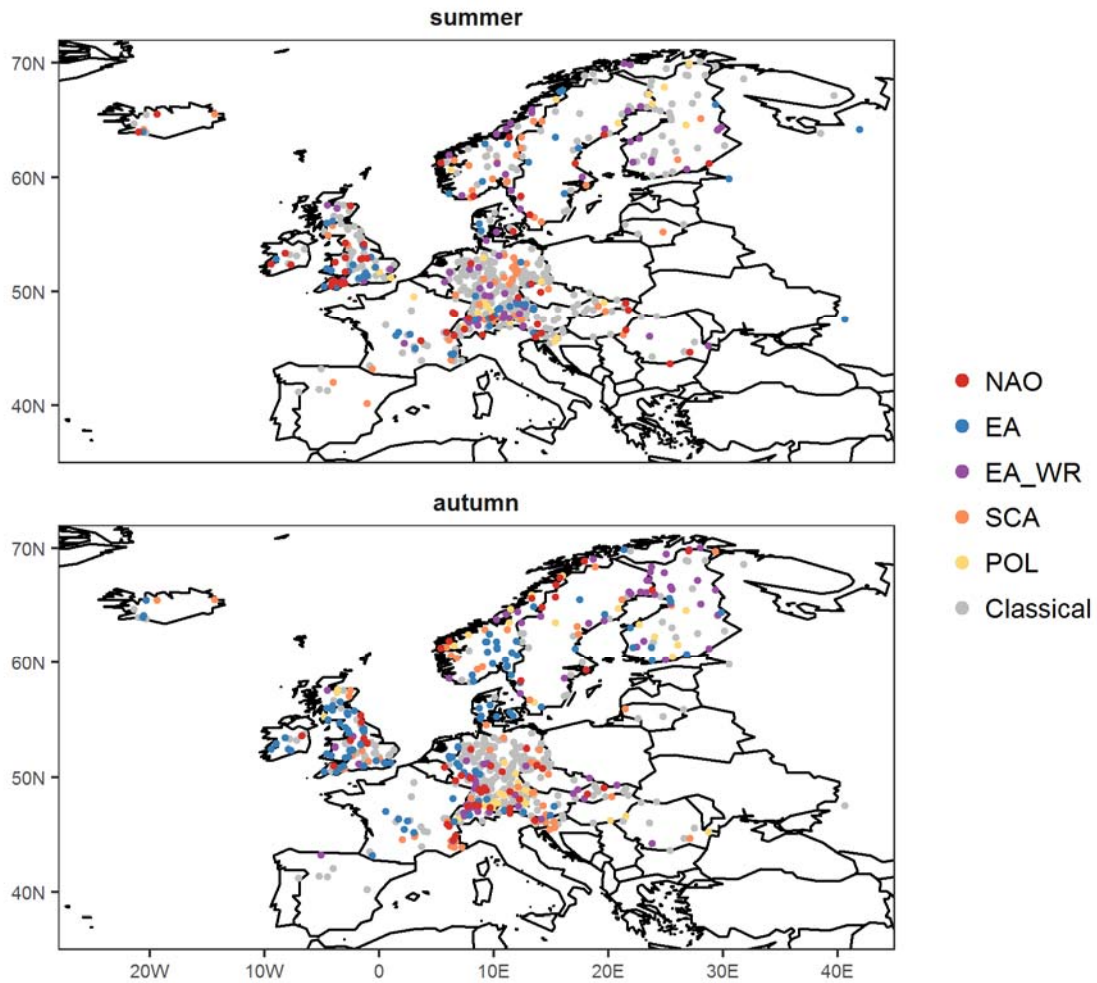 summer
70N
60N
50N
40N
NAO
EA
EA_WR
SCA
POL
Classical
autumn
70N
60N
50N
40N
20W 10W 0 10E 20E 30E 40E